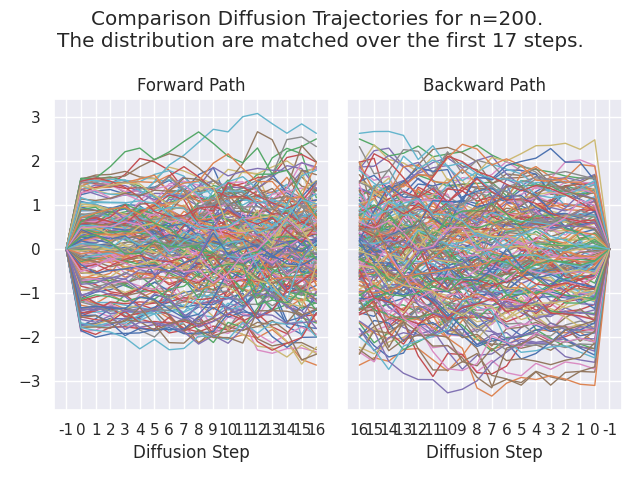 Comparison Diffusion Trajectories for n=200.
The distribution are matched over the first 17 steps.
Forward Path
Backward Path
3
2
1
0
−1
−2
−3
-1 0 1 2 3 4 5 6 7 8 9 10 11 12 13 14 15 16
16 15 14 13 12 11 10 9 8 7 6 5 4 3 2 1 0 -1
Diffusion Step
Diffusion Step